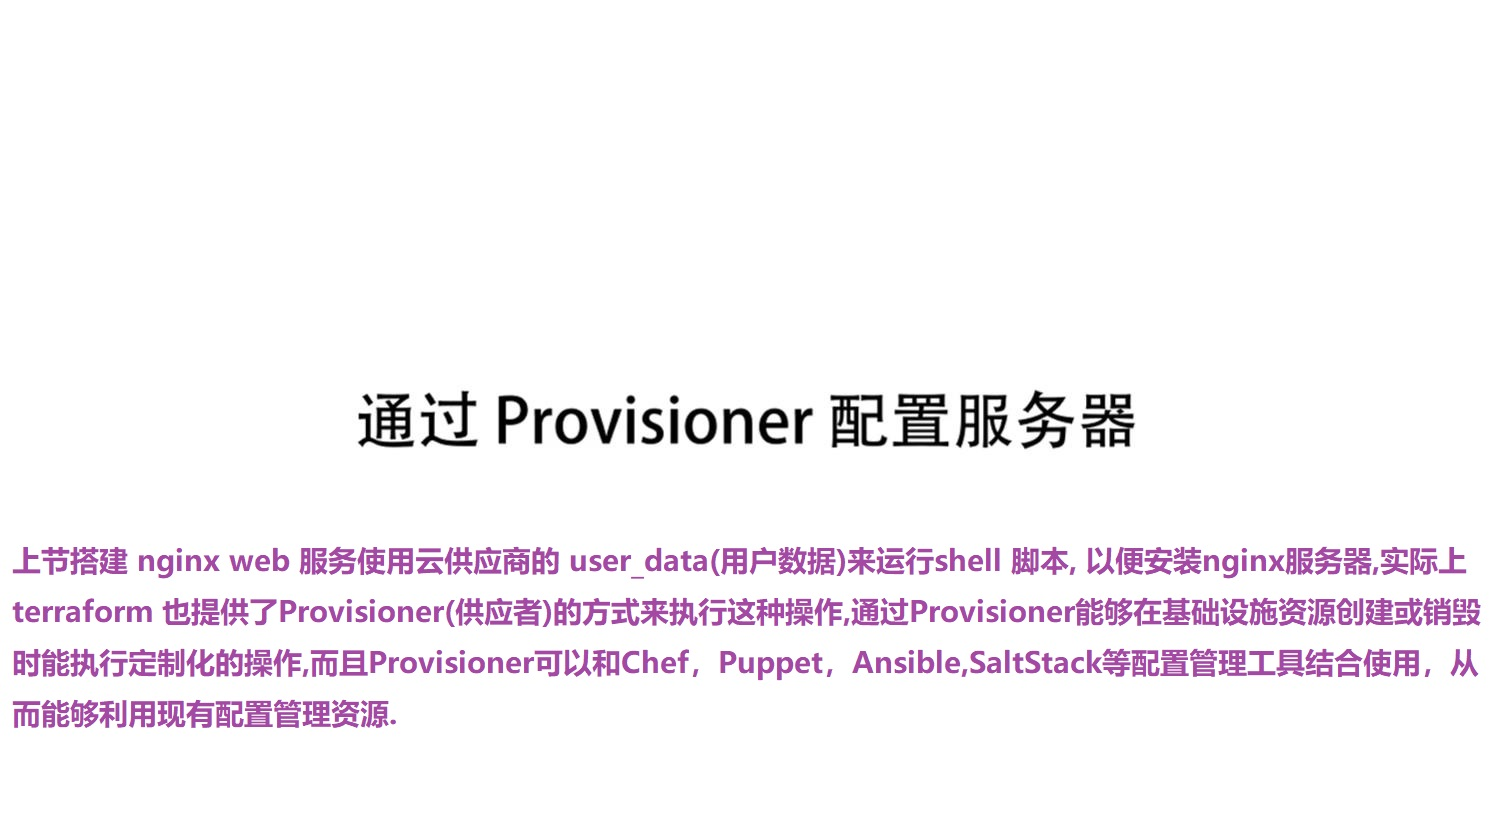 通过 Provisioner 配置服务器
上节搭建 nginx web 服务使用云供应商的 user_data(用户数据)来运行shell 脚本, 以便安装nginx服务器,实际上
terraform 也提供了Provisioner(供应者)的方式来执行这种操作,通过Provisioner能够在基础设施资源创建或销毁
时能执行定制化的操作,而且Provisioner可以和Chef，Puppet，Ansible,SaltStack等配置管理工具结合使用，从
而能够利用现有配置管理资源.